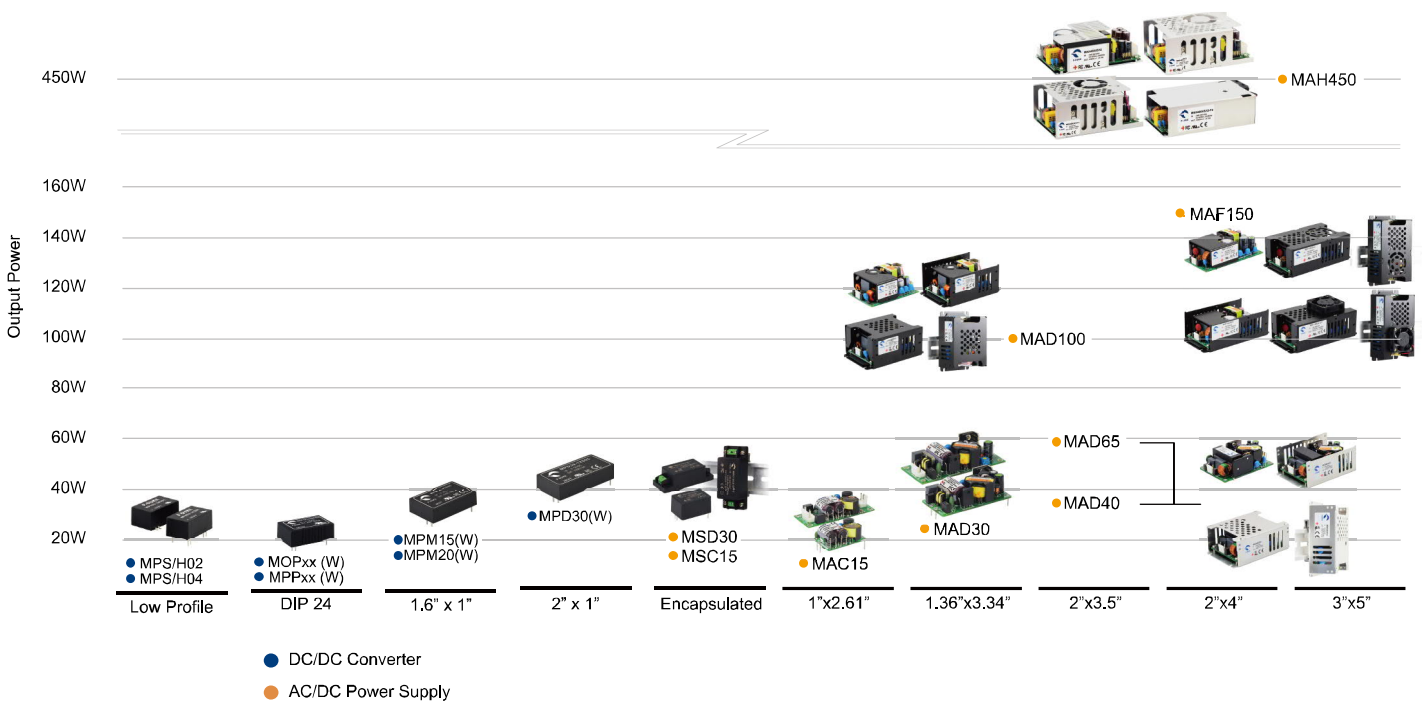 450W
MAH450
160W
MAF150
140W
120W
100W
MAD100
80W
60W
MAD65
40W
MAD40
20W
Output Power
MPS/H02
MPS/H04
MOPxx (W)
MPPxx (W)
MPM15(W)
MPM20(W)
MPD30(W)
MSD30
MSC15
MAC15
MAD30
Low Profile
DIP 24
1.6” x 1”
2” x 1”
Encapsulated
1”x2.61”
1.36”x3.34”
2”x3.5”
2”x4”
3”x5”
DC/DC Converter
AC/DC Power Supply